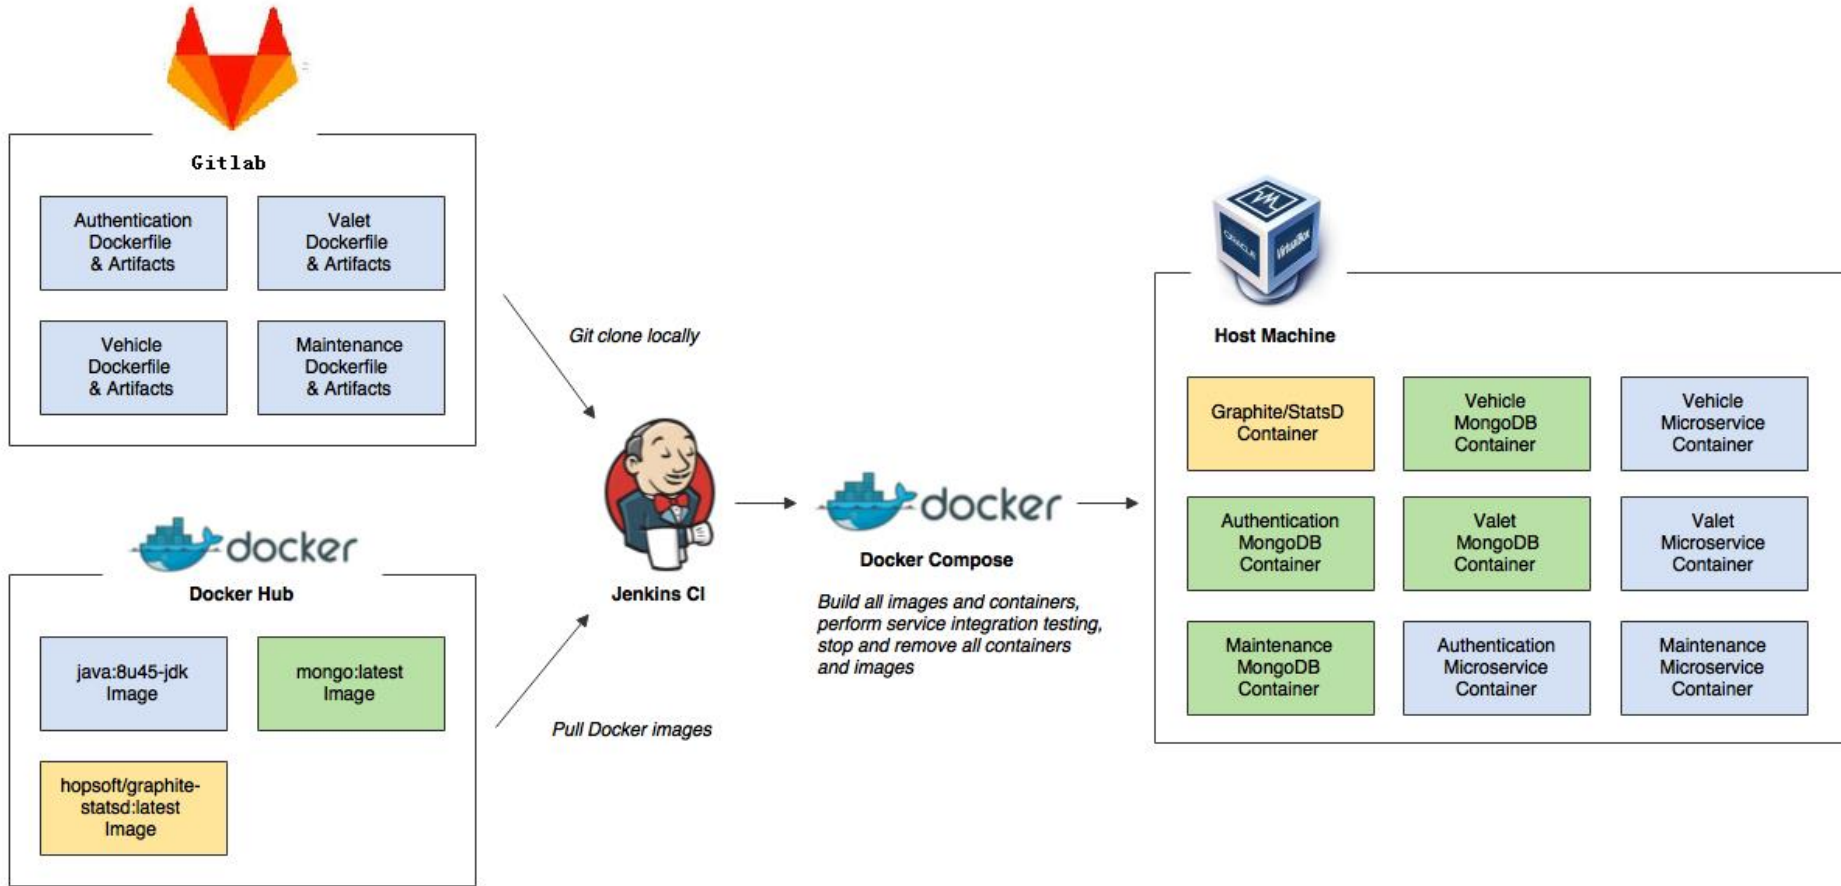 Gitlab
Authentication
Dockerfile
& Artifacts
Valet
Dockerfile
& Artifacts
Vehicle
Dockerfile
& Artifacts
Maintenance
Dockerfile
& Artifacts
docker
Docker Hub
java:8u45-jdk
Image
mongo:latest
Image
hopsoft/graphite-
statsd:latest
Image
Git clone locally
Pull Docker images
Jenkins CI
docker
Docker Compose
Build all images and containers,
perform service integration testing,
stop and remove all containers
and images
ORACLE
VirtualBox
Host Machine
Graphite/StatsD
Container
Vehicle
MongoDB
Container
Vehicle
Microservice
Container
Authentication
MongoDB
Container
Valet
MongoDB
Container
Valet
Microservice
Container
Maintenance
MongoDB
Container
Authentication
Microservice
Container
Maintenance
Microservice
Container